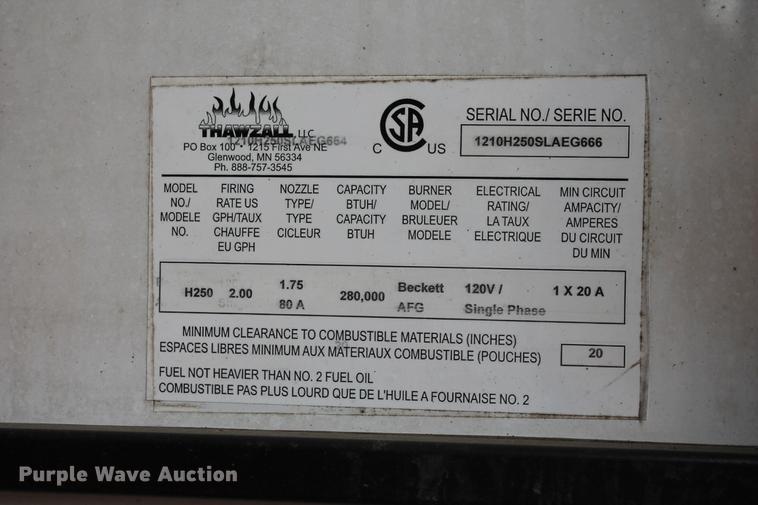 THAWZALL LLC
1210H250SLAEG664
PO Box 100 • 1215 First Ave NE
Glenwood, MN 56334
Ph. 888-757-3545
C SA US
SERIAL NO./ SERIE NO.
1210H250SLAEG666
MODEL NO./ MODELE NO.
FIRING RATE US GPH/TAUX CHAUFFE EU GPH
NOZZLE TYPE/ TYPE CICLEUR
CAPACITY BTUH/ CAPACITY BTUH
BURNER MODEL/ BRULEUER MODELE
ELECTRICAL RATING/ LA TAUX ELECTRIQUE
MIN CIRCUIT AMPACITY/ AMPERES DU CIRCUIT DU MIN
H250
2.00
1.75
80 A
280,000
Beckett
AFG
120V /
Single Phase
1 X 20 A
MINIMUM CLEARANCE TO COMBUSTIBLE MATERIALS (INCHES)
ESPACES LIBRES MINIMUM AUX MATERIAUX COMBUSTIBLE (POUCHES)
20
FUEL NOT HEAVIER THAN NO. 2 FUEL OIL
COMBUSTIBLE PAS PLUS LOURD QUE DE L'HUILE A FOURNAISE NO. 2
Purple Wave Auction